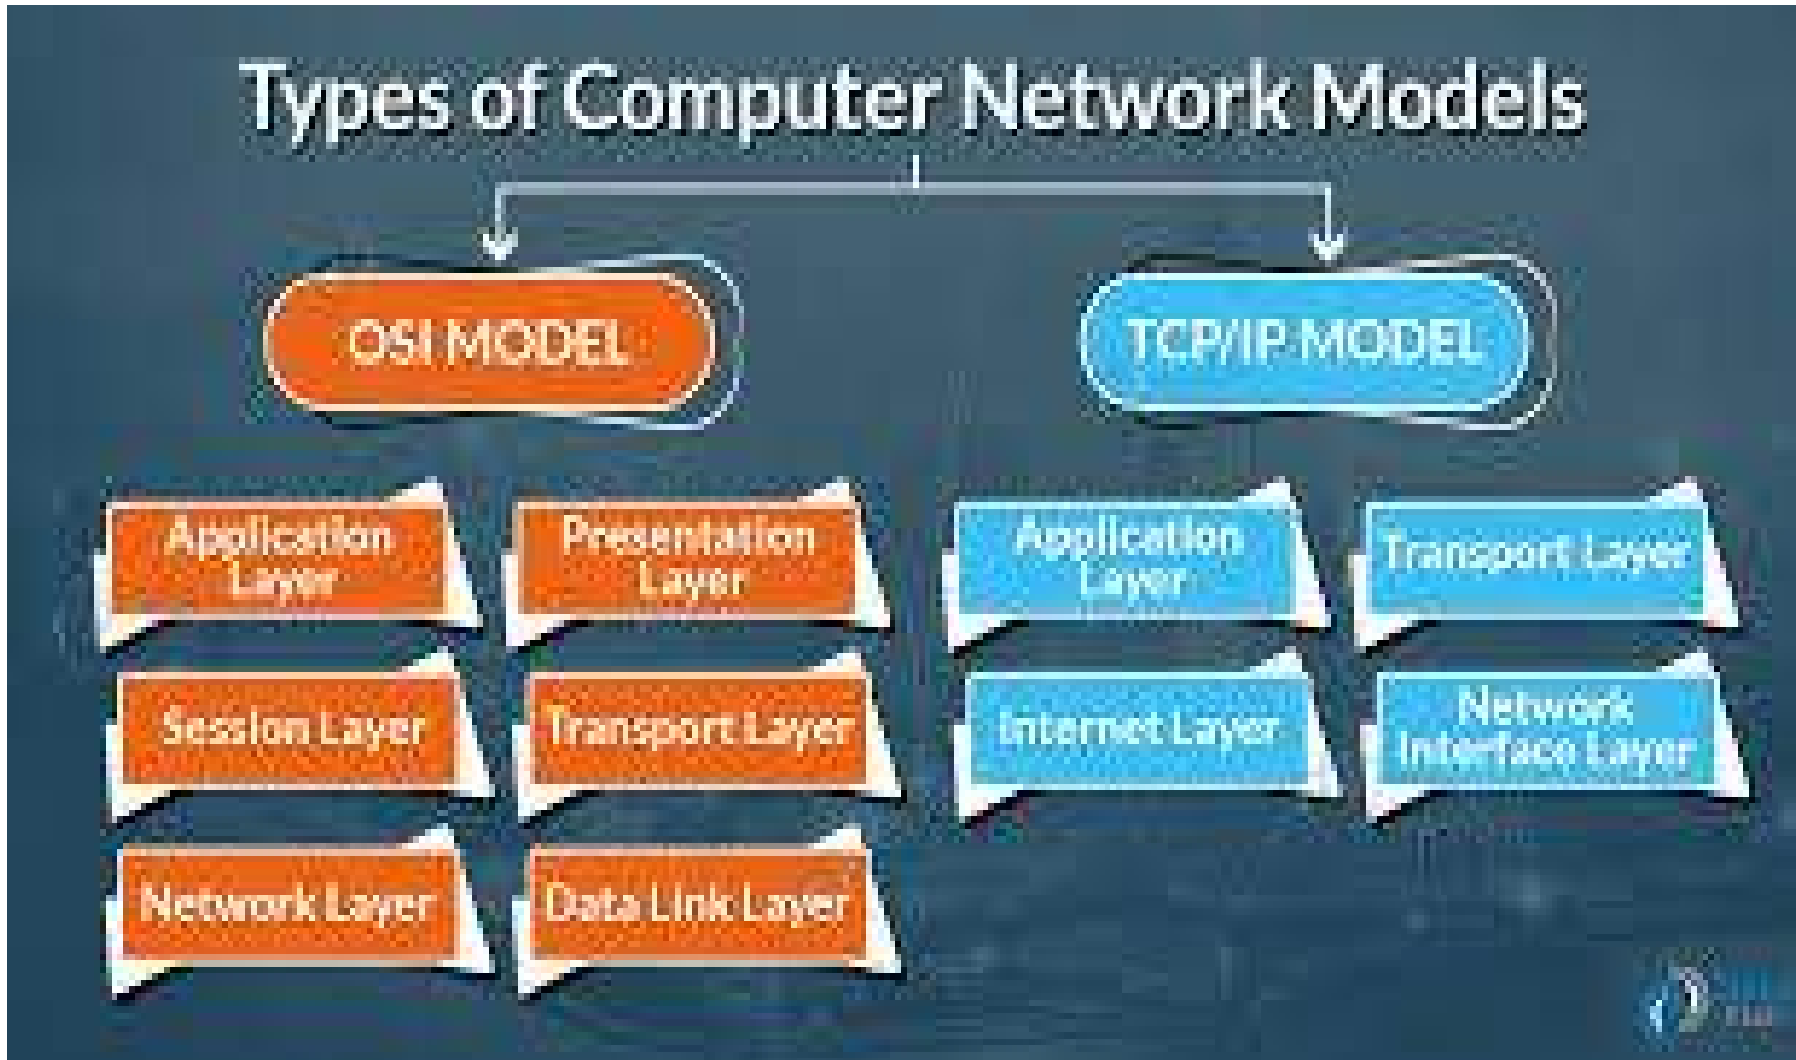 Types of Computer Network Models
OSI MODEL
TCP/IP MODEL
Application
Layer
Presentation
Layer
Session Layer
Transport Layer
Network Layer
Data Link Layer
Application
Layer
Transport Layer
Internet Layer
Network
Interface Layer